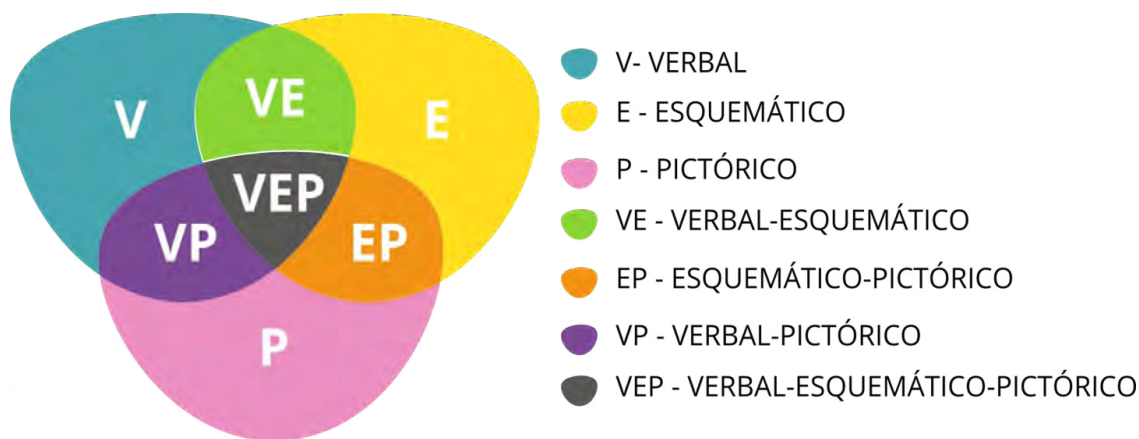 V
VE
E
VEP
VP
EP
P
V- VERBAL
E - ESQUEMÁTICO
P - PICTÓRICO
VE - VERBAL-ESQUEMÁTICO
EP - ESQUEMÁTICO-PICTÓRICO
VP - VERBAL-PICTÓRICO
VEP - VERBAL-ESQUEMÁTICO-PICTÓRICO